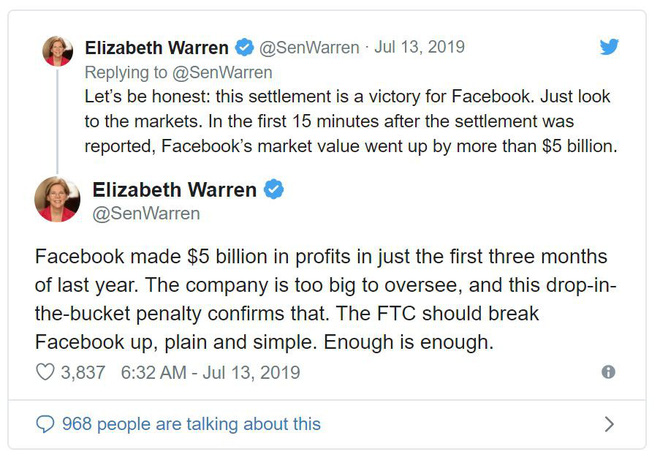 Elizabeth Warren @SenWarren · Jul 13, 2019
Replying to @SenWarren
Let's be honest: this settlement is a victory for Facebook. Just look
to the markets. In the first 15 minutes after the settlement was
reported, Facebook's market value went up by more than $5 billion.
Elizabeth Warren
@SenWarren
Facebook made $5 billion in profits in just the first three months
of last year. The company is too big to oversee, and this drop-in-
the-bucket penalty confirms that. The FTC should break
Facebook up, plain and simple. Enough is enough.
3,837 6:32 AM - Jul 13, 2019
968 people are talking about this